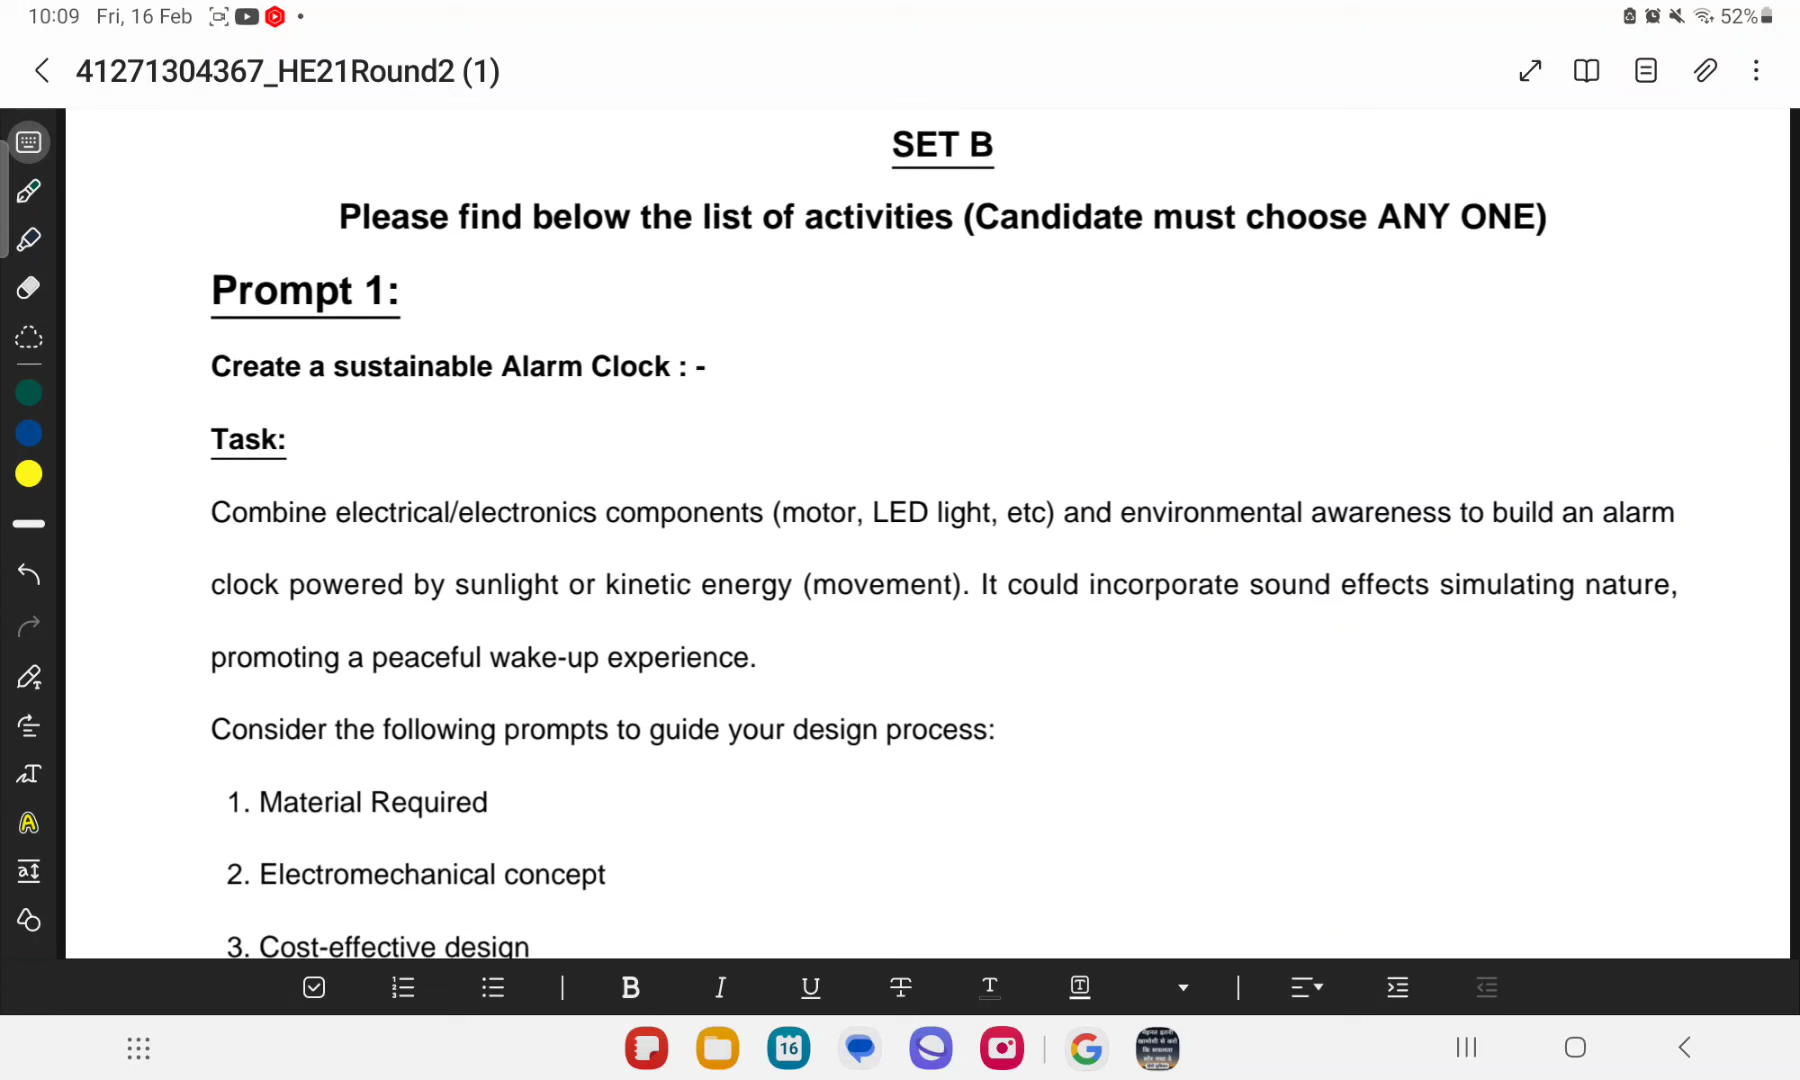 10:09 Fri, 16 Feb
52%
41271304367_HE21Round2 (1)
SET B
Please find below the list of activities (Candidate must choose ANY ONE)
Prompt 1:
Create a sustainable Alarm Clock : -
Task:
Combine electrical/electronics components (motor, LED light, etc) and environmental awareness to build an alarm
clock powered by sunlight or kinetic energy (movement). It could incorporate sound effects simulating nature,
promoting a peaceful wake-up experience.
Consider the following prompts to guide your design process:
1. Material Required
2. Electromechanical concept
3. Cost-effective design
16